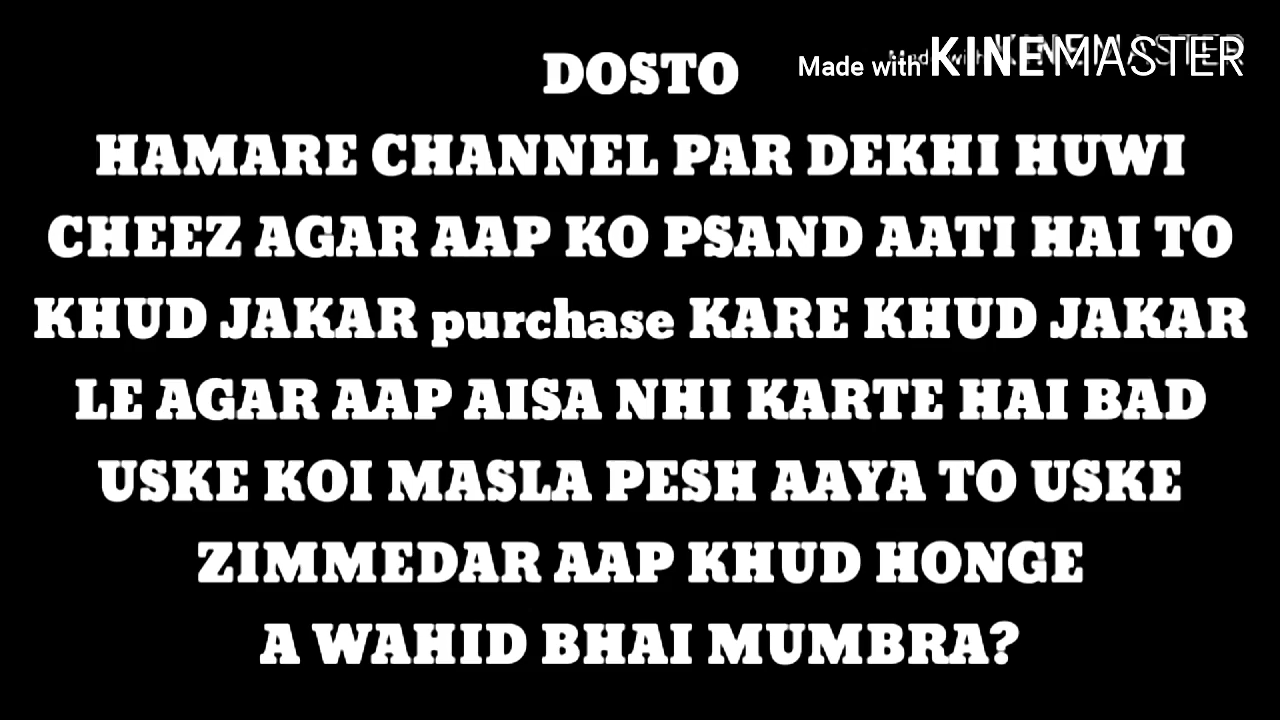 Made with KINEMASTER
DOSTO
HAMARE CHANNEL PAR DEKHI HUWI
CHEEZ AGAR AAP KO PSAND AATI HAI TO
KHUD JAKAR purchase KARE KHUD JAKAR
LE AGAR AAP AISA NHI KARTE HAI BAD
USKE KOI MASLA PESH AAYA TO USKE
ZIMMEDAR AAP KHUD HONGE
A WAHID BHAI MUMBRA?